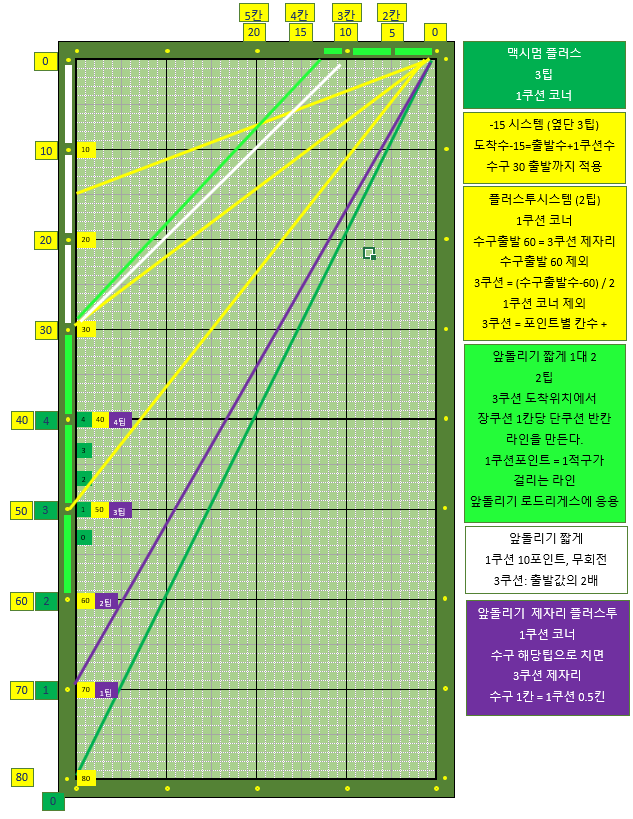 5칸 4칸 3칸 2칸
20 15 10 5 0
0
10 10
20 20
30 30
40 4 4 40 4팁
3
2
50 3 1 50 3팁
0
60 2 60 2팁
70 1 70 1팁
80 80
0
맥시멈 플러스
3팁
1쿠션 코너
-15 시스템 (옆단 3팁)
도착수-15=출발수+1쿠션수
수구 30 출발까지 적용
플러스투시스템 (2팁)
1쿠션 코너
수구출발 60 = 3쿠션 제자리
수구출발 60 제외
3쿠션 = (수구출발수-60) / 2
1쿠션 코너 제외
3쿠션 = 포인트별 칸수 +
앞돌리기 짧게 1대 2
2팁
3쿠션 도착위치에서
장쿠션 1칸당 단쿠션 반칸
라인을 만든다.
1쿠션포인트 = 1적구가
걸리는 라인
앞돌리기 로드리게스에 응용
앞돌리기 짧게
1쿠션 10포인트, 무회전
3쿠션: 출발값의 2배
앞돌리기 제자리 플러스투
1쿠션 코너
수구 해당팁으로 치면
3쿠션 제자리
수구 1칸 = 1쿠션 0.5킨